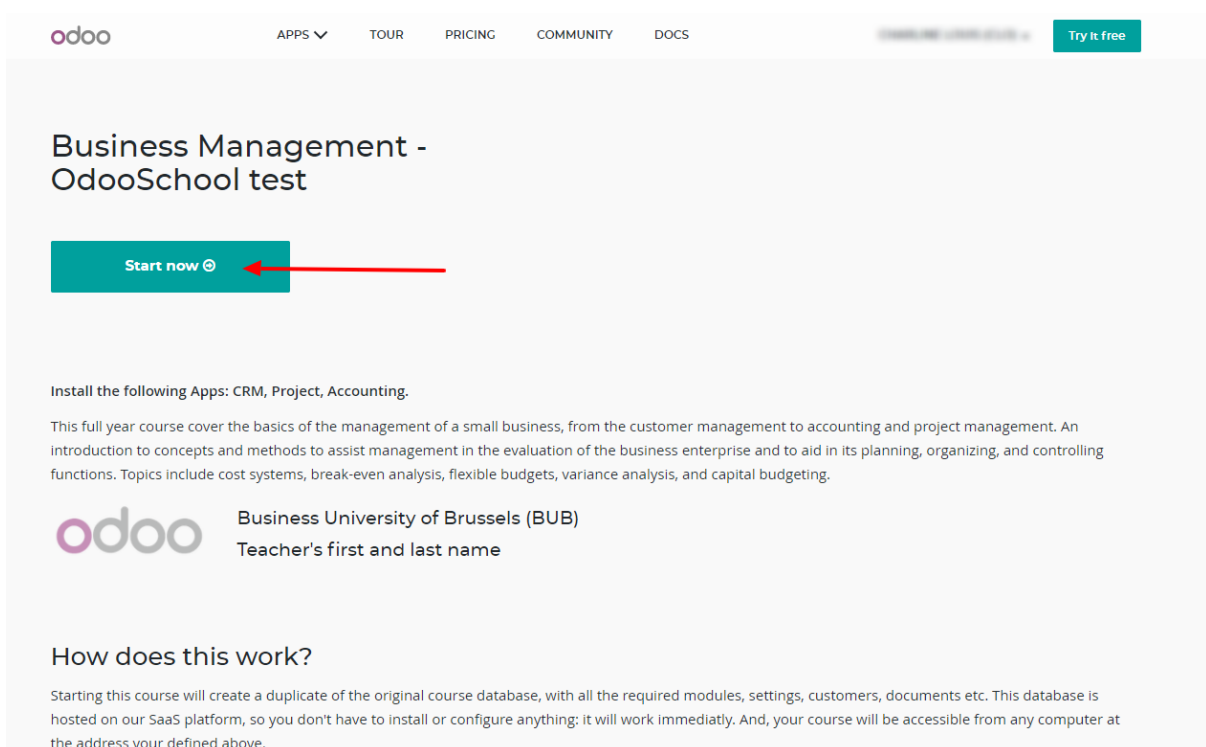 odoo APPS TOUR PRICING COMMUNITY DOCS Try it free
Business Management -
OdooSchool test
Start now
Install the following Apps: CRM, Project, Accounting.
This full year course cover the basics of the management of a small business, from the customer management to accounting and project management. An
introduction to concepts and methods to assist management in the evaluation of the business enterprise and to aid in its planning, organizing, and controlling
functions. Topics include cost systems, break-even analysis, flexible budgets, variance analysis, and capital budgeting.
odoo
Business University of Brussels (BUB)
Teacher's first and last name
How does this work?
Starting this course will create a duplicate of the original course database, with all the required modules, settings, customers, documents etc. This database is
hosted on our SaaS platform, so you don't have to install or configure anything: it will work immediatly. And, your course will be accessible from any computer at
the address your defined above.